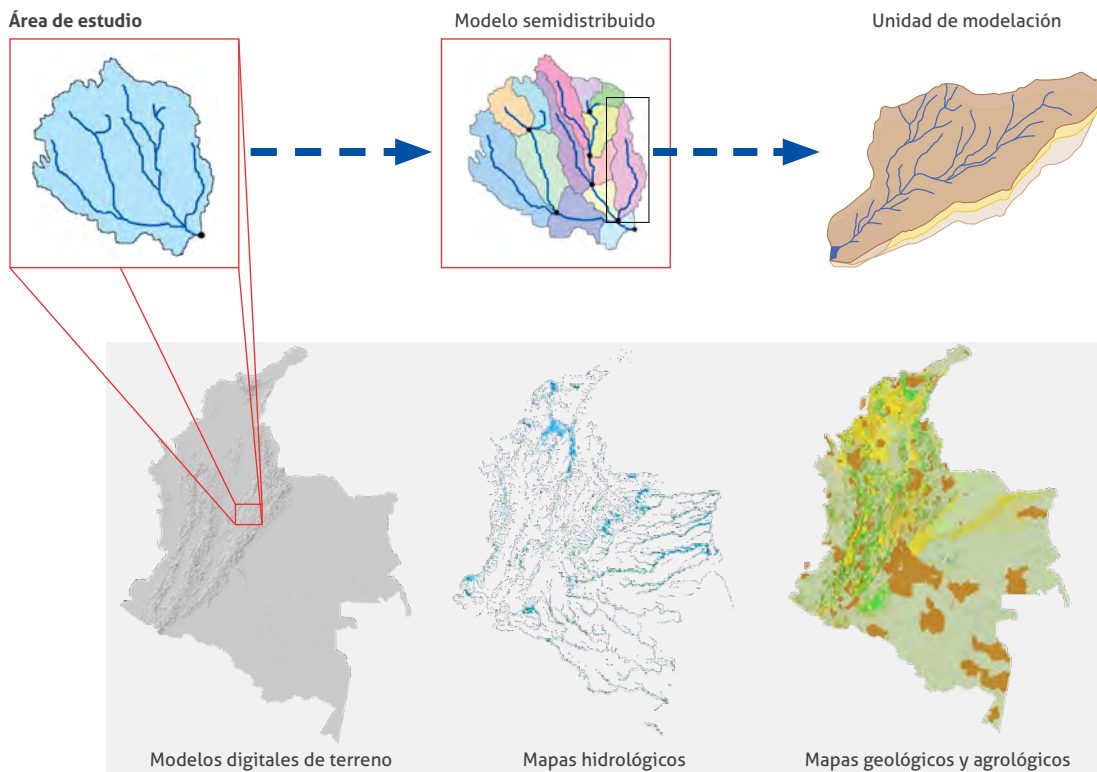 Área de estudio
Modelo semidistribuido
Unidad de modelación
Modelos digitales de terreno
Mapas hidrológicos
Mapas geológicos y agrológicos